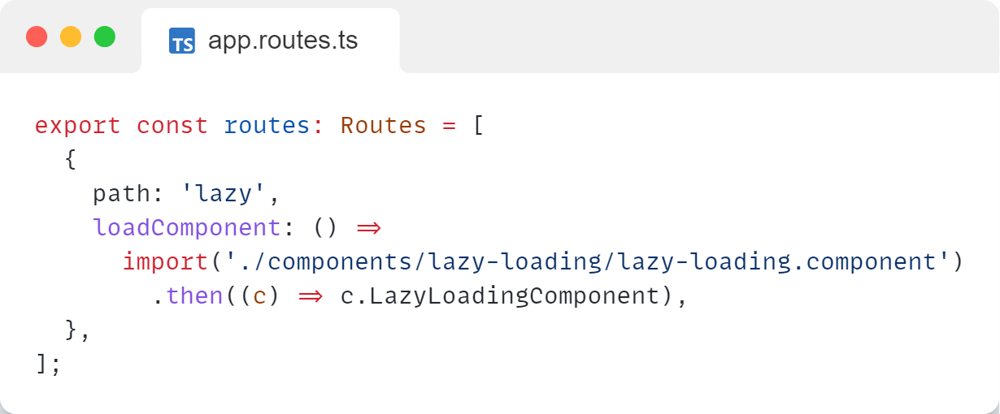 TS app.routes.ts
export const routes: Routes = [
  {
    path: 'lazy',
    loadComponent: () =>
      import('./components/lazy-loading/lazy-loading.component')
        .then((c) => c.LazyLoadingComponent),
  },
];